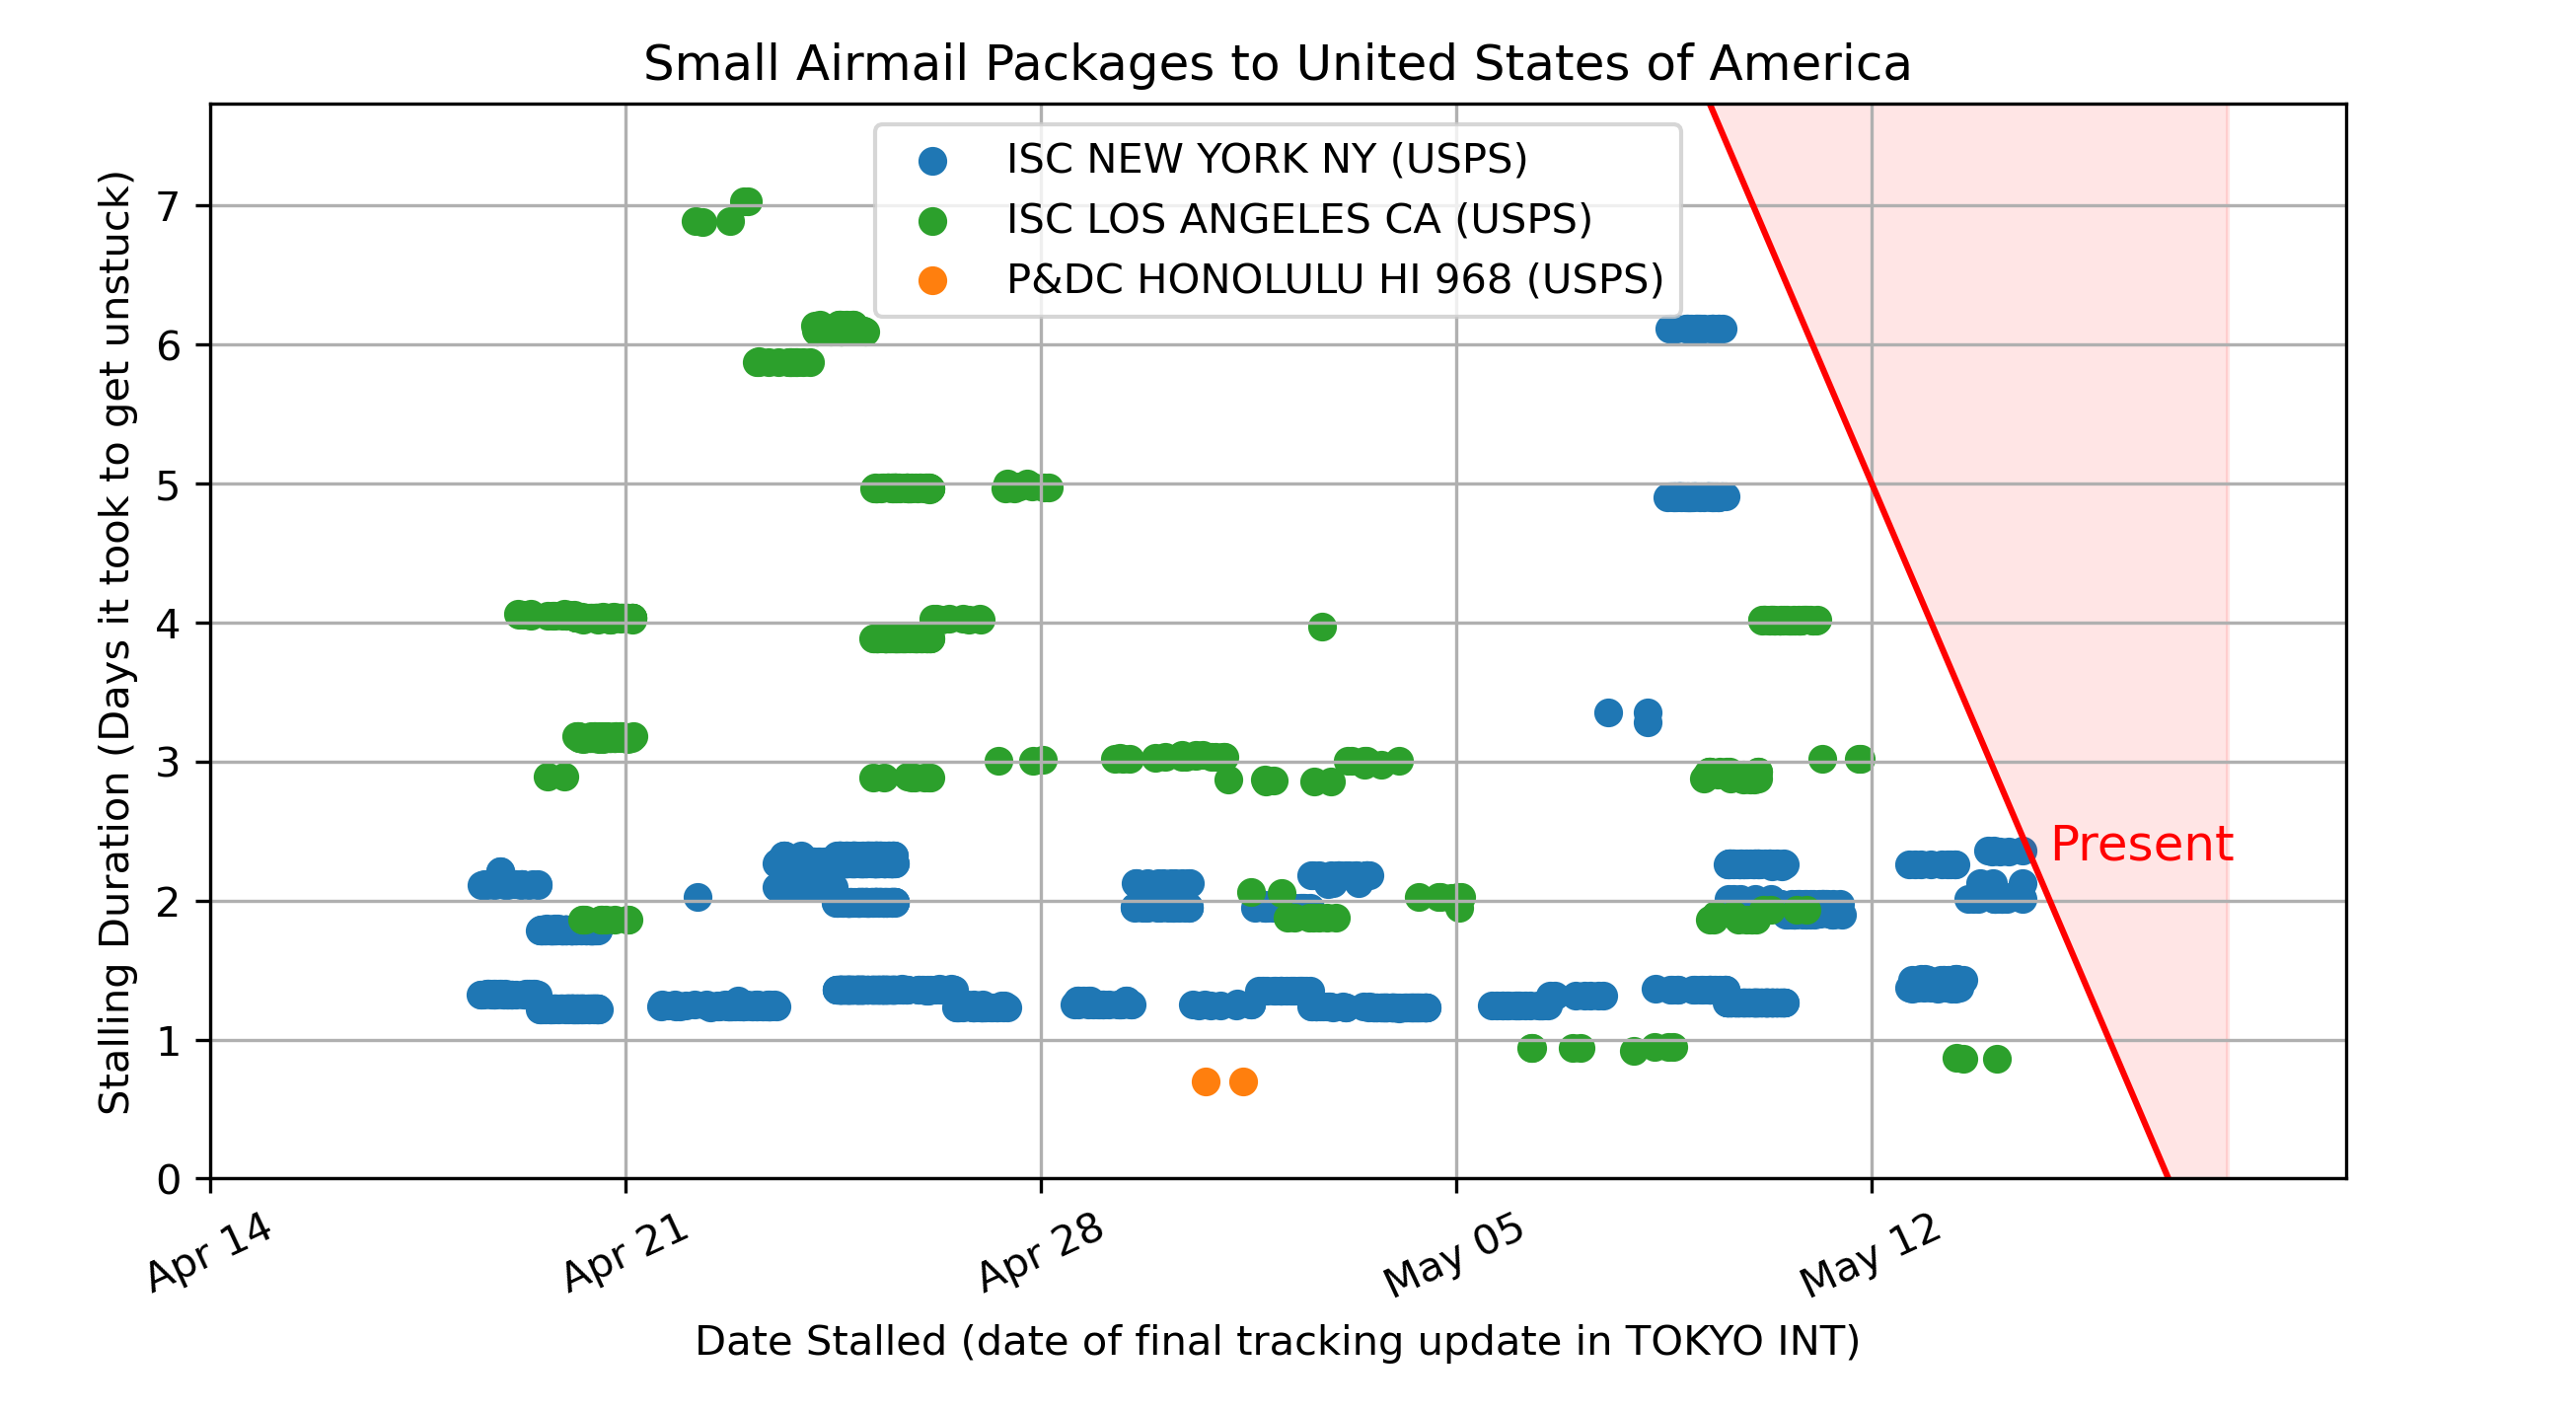 Small Airmail Packages to United States of America
ISC NEW YORK NY (USPS)
ISC LOS ANGELES CA (USPS)
P&DC HONOLULU HI 968 (USPS)
Stalling Duration (Days it took to get unstuck)
7
6
5
4
3
2
1
0
Present
Apr 14
Apr 21
Apr 28
May 05
May 12
Date Stalled (date of final tracking update in TOKYO INT)